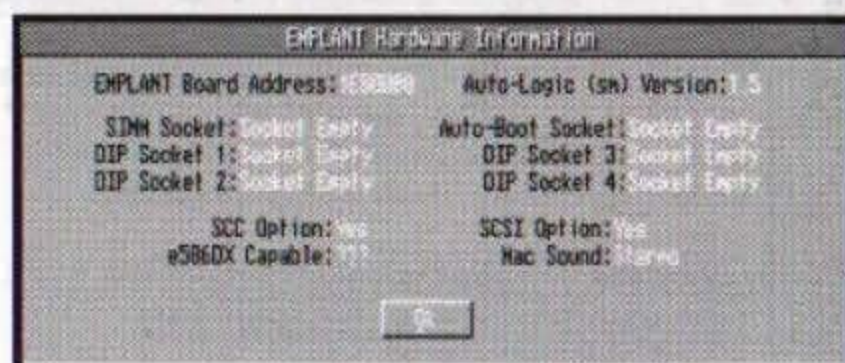 EMPLANT Hardware Information
EMPLANT Board Address: Auto-Logic (sm) Version:1.5
SIMM Socket:Socket Empty Auto-Boot Socket:Socket Empty
DIP Socket 1:Socket Empty DIP Socket 3:Socket Empty
DIP Socket 2:Socket Empty DIP Socket 4:Socket Empty
SCC Option:Yes SCSI Option:Yes
e586DX Capable:??? Mac Sound:Stereo
Ok